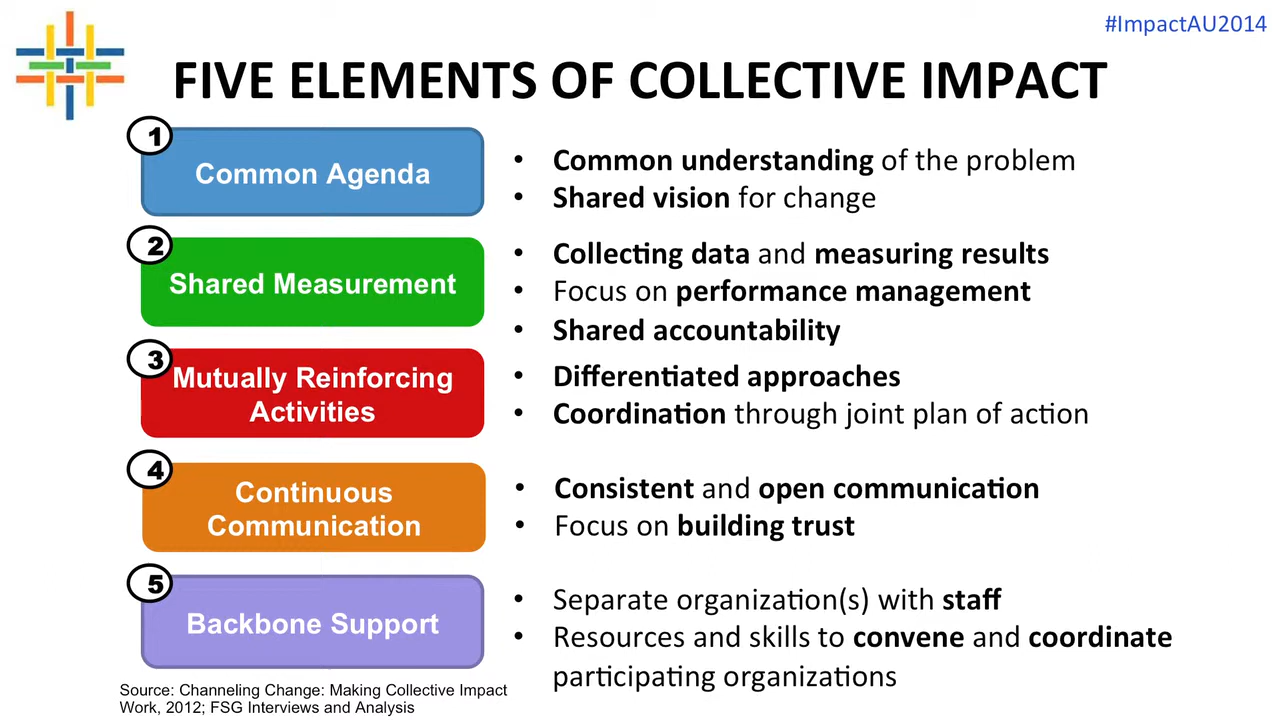 #ImpactAU2014
FIVE ELEMENTS OF COLLECTIVE IMPACT
1
Common Agenda
• Common understanding of the problem
• Shared vision for change
2
Shared Measurement
• Collecting data and measuring results
• Focus on performance management
• Shared accountability
3
Mutually Reinforcing
Activities
• Differentiated approaches
• Coordination through joint plan of action
4
Continuous
Communication
• Consistent and open communication
• Focus on building trust
5
Backbone Support
• Separate organization(s) with staff
• Resources and skills to convene and coordinate
participating organizations
Source: Channeling Change: Making Collective Impact
Work, 2012; FSG Interviews and Analysis